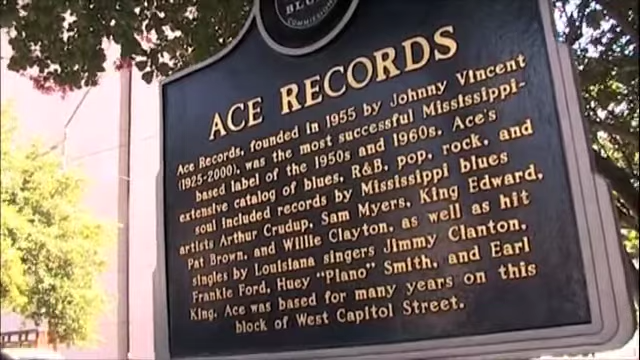 BLUES
COMMISSION
ACE RECORDS
Ace Records, founded in 1955 by Johnny Vincent
(1925-2000), was the most successful Mississippi-
based label of the 1950s and 1960s. Ace's
extensive catalog of blues, R&B, pop, rock, and
soul included records by Mississippi blues
artists Arthur Crudup, Sam Myers, King Edward,
Pat Brown, and Willie Clayton, as well as hit
singles by Louisiana singers Jimmy Clanton,
Frankie Ford, Huey "Piano" Smith, and Earl
King. Ace was based for many years on this
block of West Capitol Street.